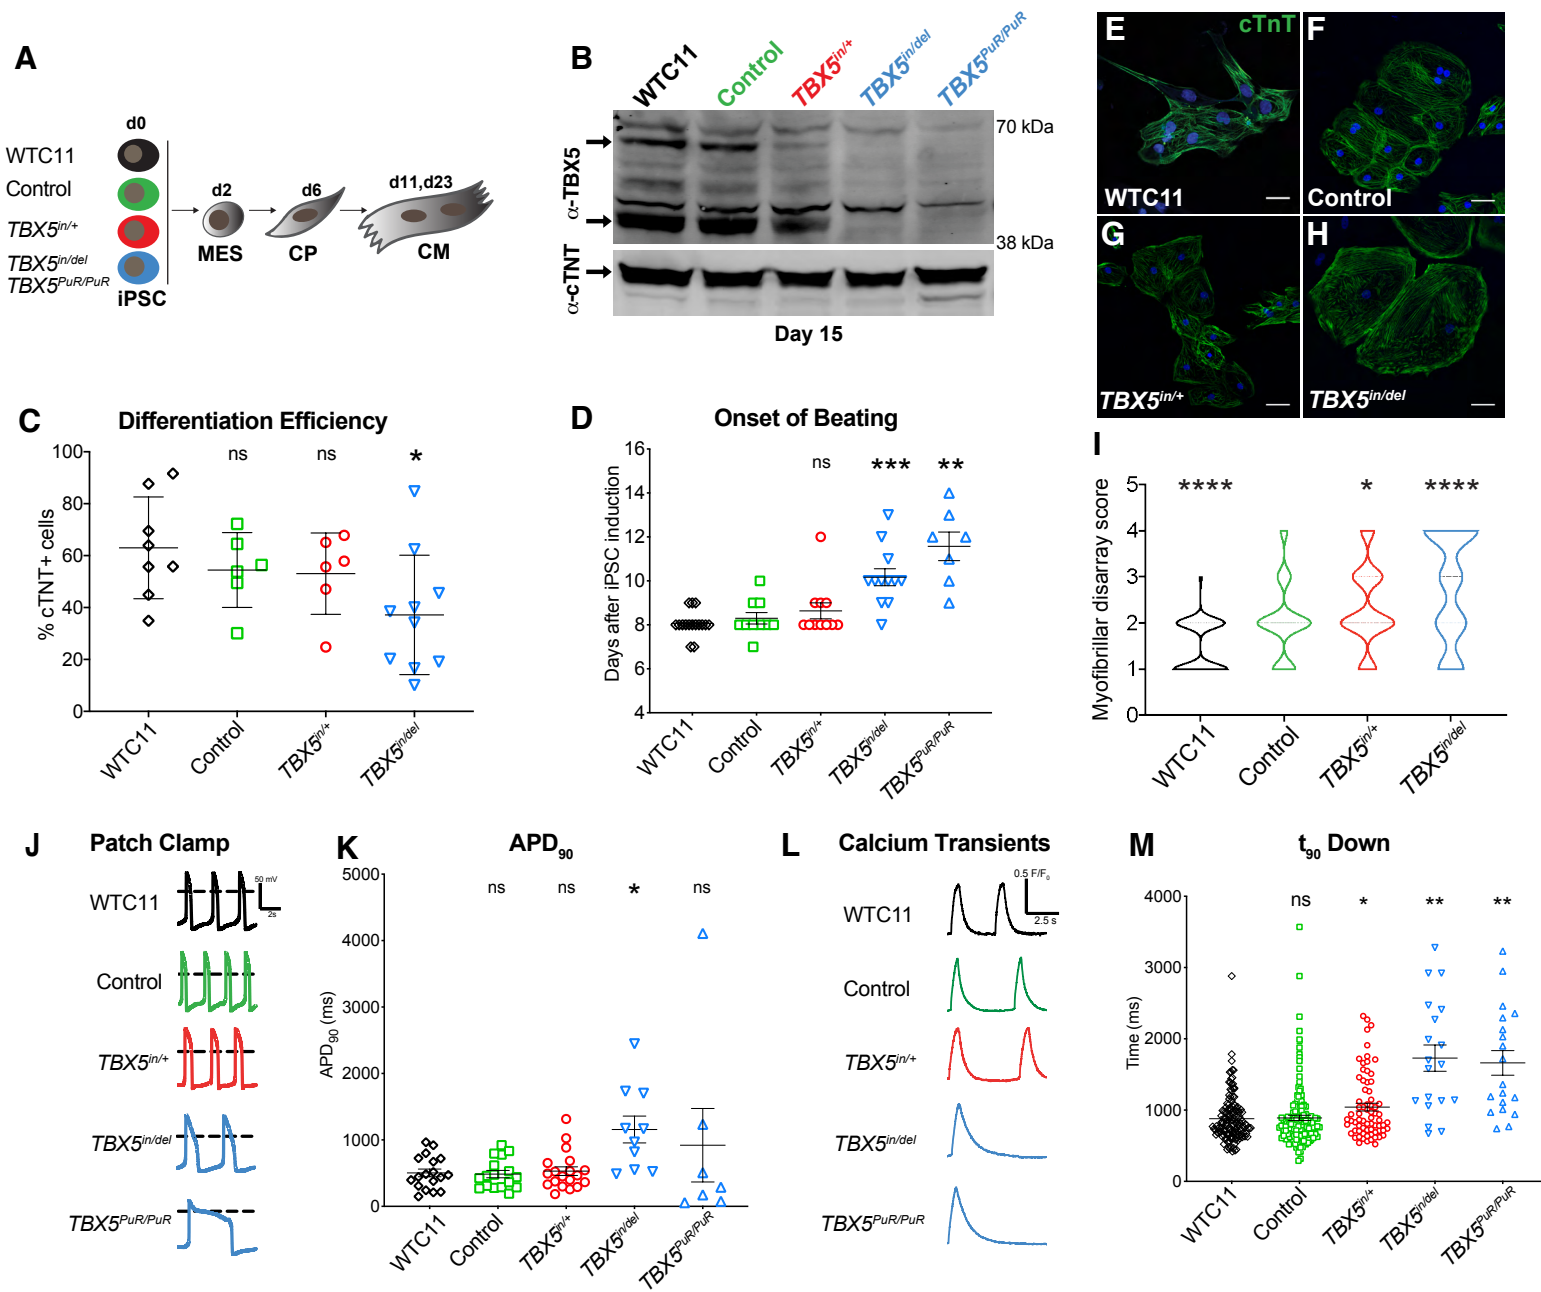 A
d0
WTC11
Control
TBX5in/+
TBX5in/del
TBX5PuR/PuR
iPSC
d2
d6
d11,d23
MES
CP
CM
B
WTC11
Control
TBX5in/+
TBX5in/del
TBX5PuR/PuR
α-TBX5
70 kDa
38 kDa
α-cTNT
Day 15
E
cTnT
WTC11
F
Control
G
TBX5in/+
H
TBX5in/del
C
Differentiation Efficiency
% cTNT+ cells
100
80
60
40
20
0
ns
ns
*
WTC11
Control
TBX5in/+
TBX5in/del
D
Onset of Beating
Days after iPSC induction
16
14
12
10
8
6
4
ns
***
**
WTC11
Control
TBX5in/+
TBX5in/del
TBX5PuR/PuR
I
Myofibrillar disarray score
5
4
3
2
1
0
****
*
****
WTC11
Control
TBX5in/+
TBX5in/del
J
Patch Clamp
WTC11
50 mV
2s
Control
TBX5in/+
TBX5in/del
TBX5PuR/PuR
K
APD90
APD90 (ms)
5000
4000
3000
2000
1000
0
ns
ns
*
ns
WTC11
Control
TBX5in/+
TBX5in/del
TBX5PuR/PuR
L
Calcium Transients
WTC11
0.5 F/F0
2.5 s
Control
TBX5in/+
TBX5in/del
TBX5PuR/PuR
M
t90 Down
Time (ms)
4000
3000
2000
1000
0
ns
*
**
**
WTC11
Control
TBX5in/+
TBX5in/del
TBX5PuR/PuR